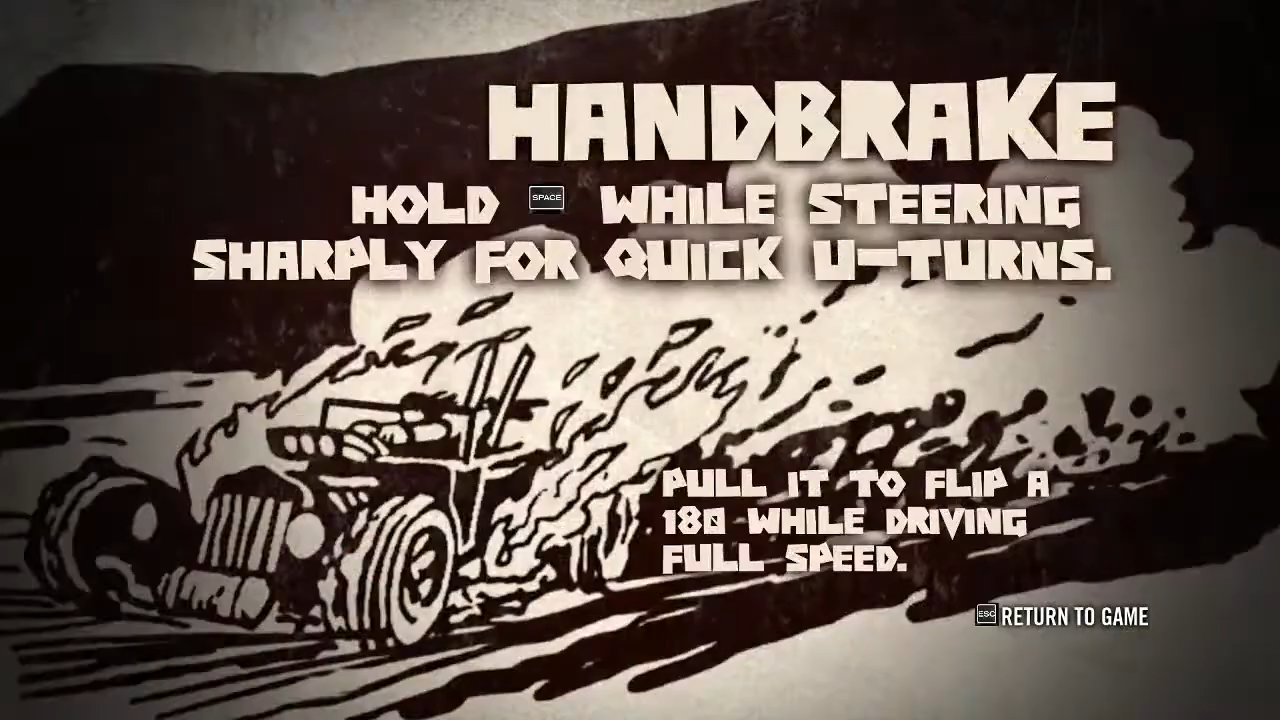 HANDBRAKE
HOLD SPACE WHILE STEERING
SHARPLY FOR QUICK U-TURNS.
PULL IT TO FLIP A
180 WHILE DRIVING
FULL SPEED.
ESC RETURN TO GAME